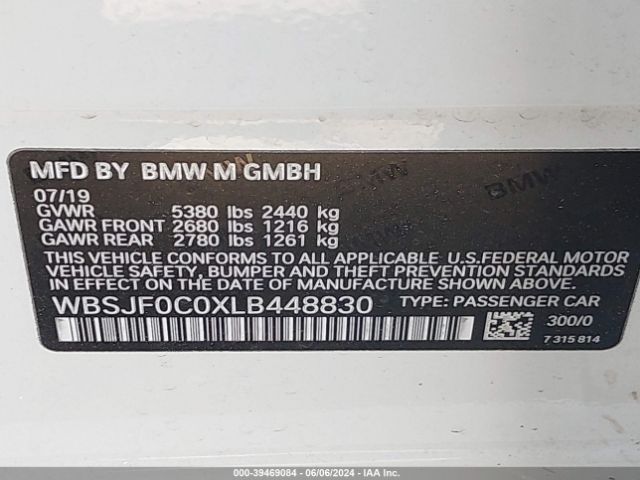 MFD BY BMW M GMBH
07/19
GVWR 5380 lbs 2440 kg
GAWR FRONT 2680 lbs 1216 kg
GAWR REAR 2780 lbs 1261 kg
THIS VEHICLE CONFORMS TO ALL APPLICABLE U.S.FEDERAL MOTOR
VEHICLE SAFETY, BUMPER AND THEFT PREVENTION STANDARDS
IN EFFECT ON THE DATE OF MANUFACTURE SHOWN ABOVE.
WBSJF0C0XLB448830 TYPE: PASSENGER CAR
300/0
7 315 814
BMW
000-39469084 | 06/06/2024 - IAA Inc.